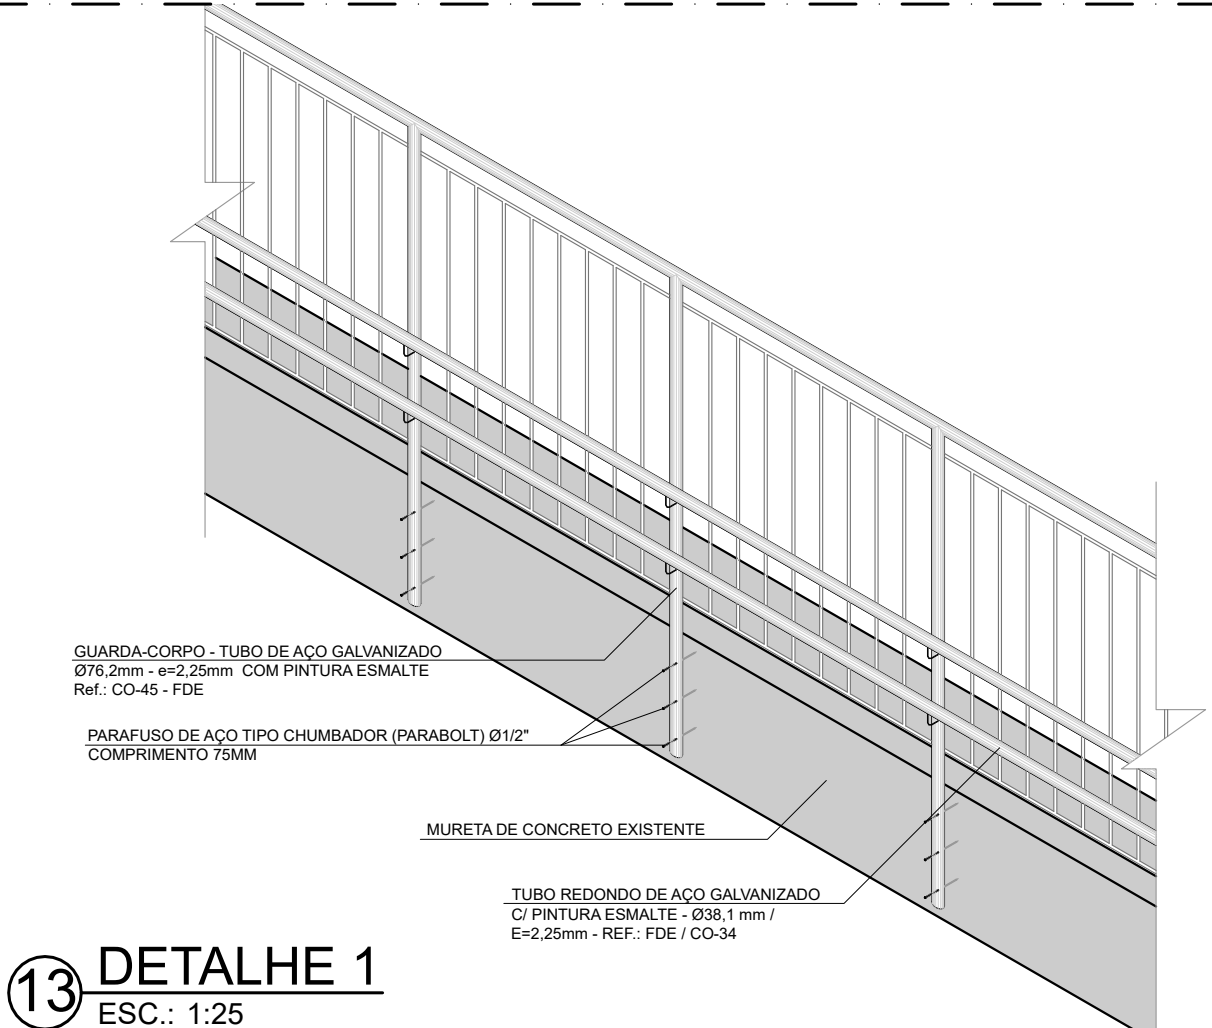 GUARDA-CORPO - TUBO DE AÇO GALVANIZADO
Ø76,2mm - e=2,25mm COM PINTURA ESMALTE
Ref.: CO-45 - FDE
PARAFUSO DE AÇO TIPO CHUMBADOR (PARABOLT) Ø1/2"
COMPRIMENTO 75MM
MURETA DE CONCRETO EXISTENTE
TUBO REDONDO DE AÇO GALVANIZADO
C/ PINTURA ESMALTE - Ø38,1 mm /
E=2,25mm - REF.: FDE / CO-34
13 DETALHE 1
ESC.: 1:25